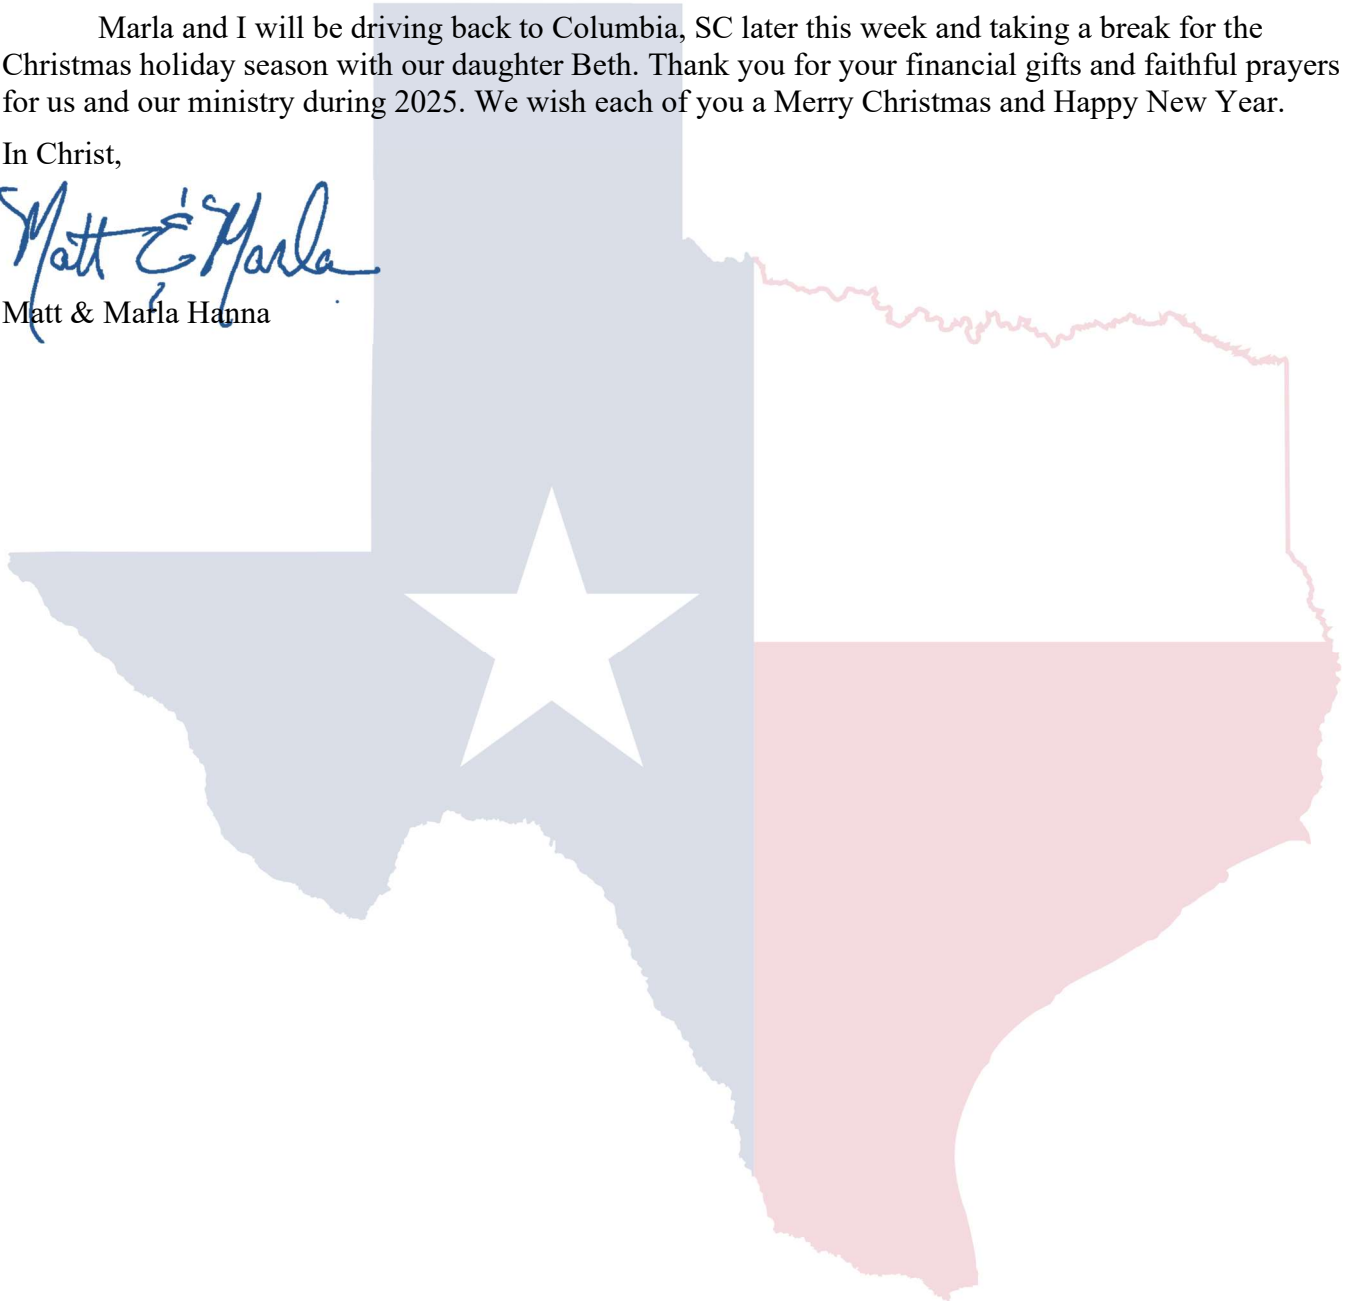 Marla and I will be driving back to Columbia, SC later this week and taking a break for the
Christmas holiday season with our daughter Beth. Thank you for your financial gifts and faithful prayers
for us and our ministry during 2025. We wish each of you a Merry Christmas and Happy New Year.
In Christ,
Matt & Marla
Matt & Marla Hanna